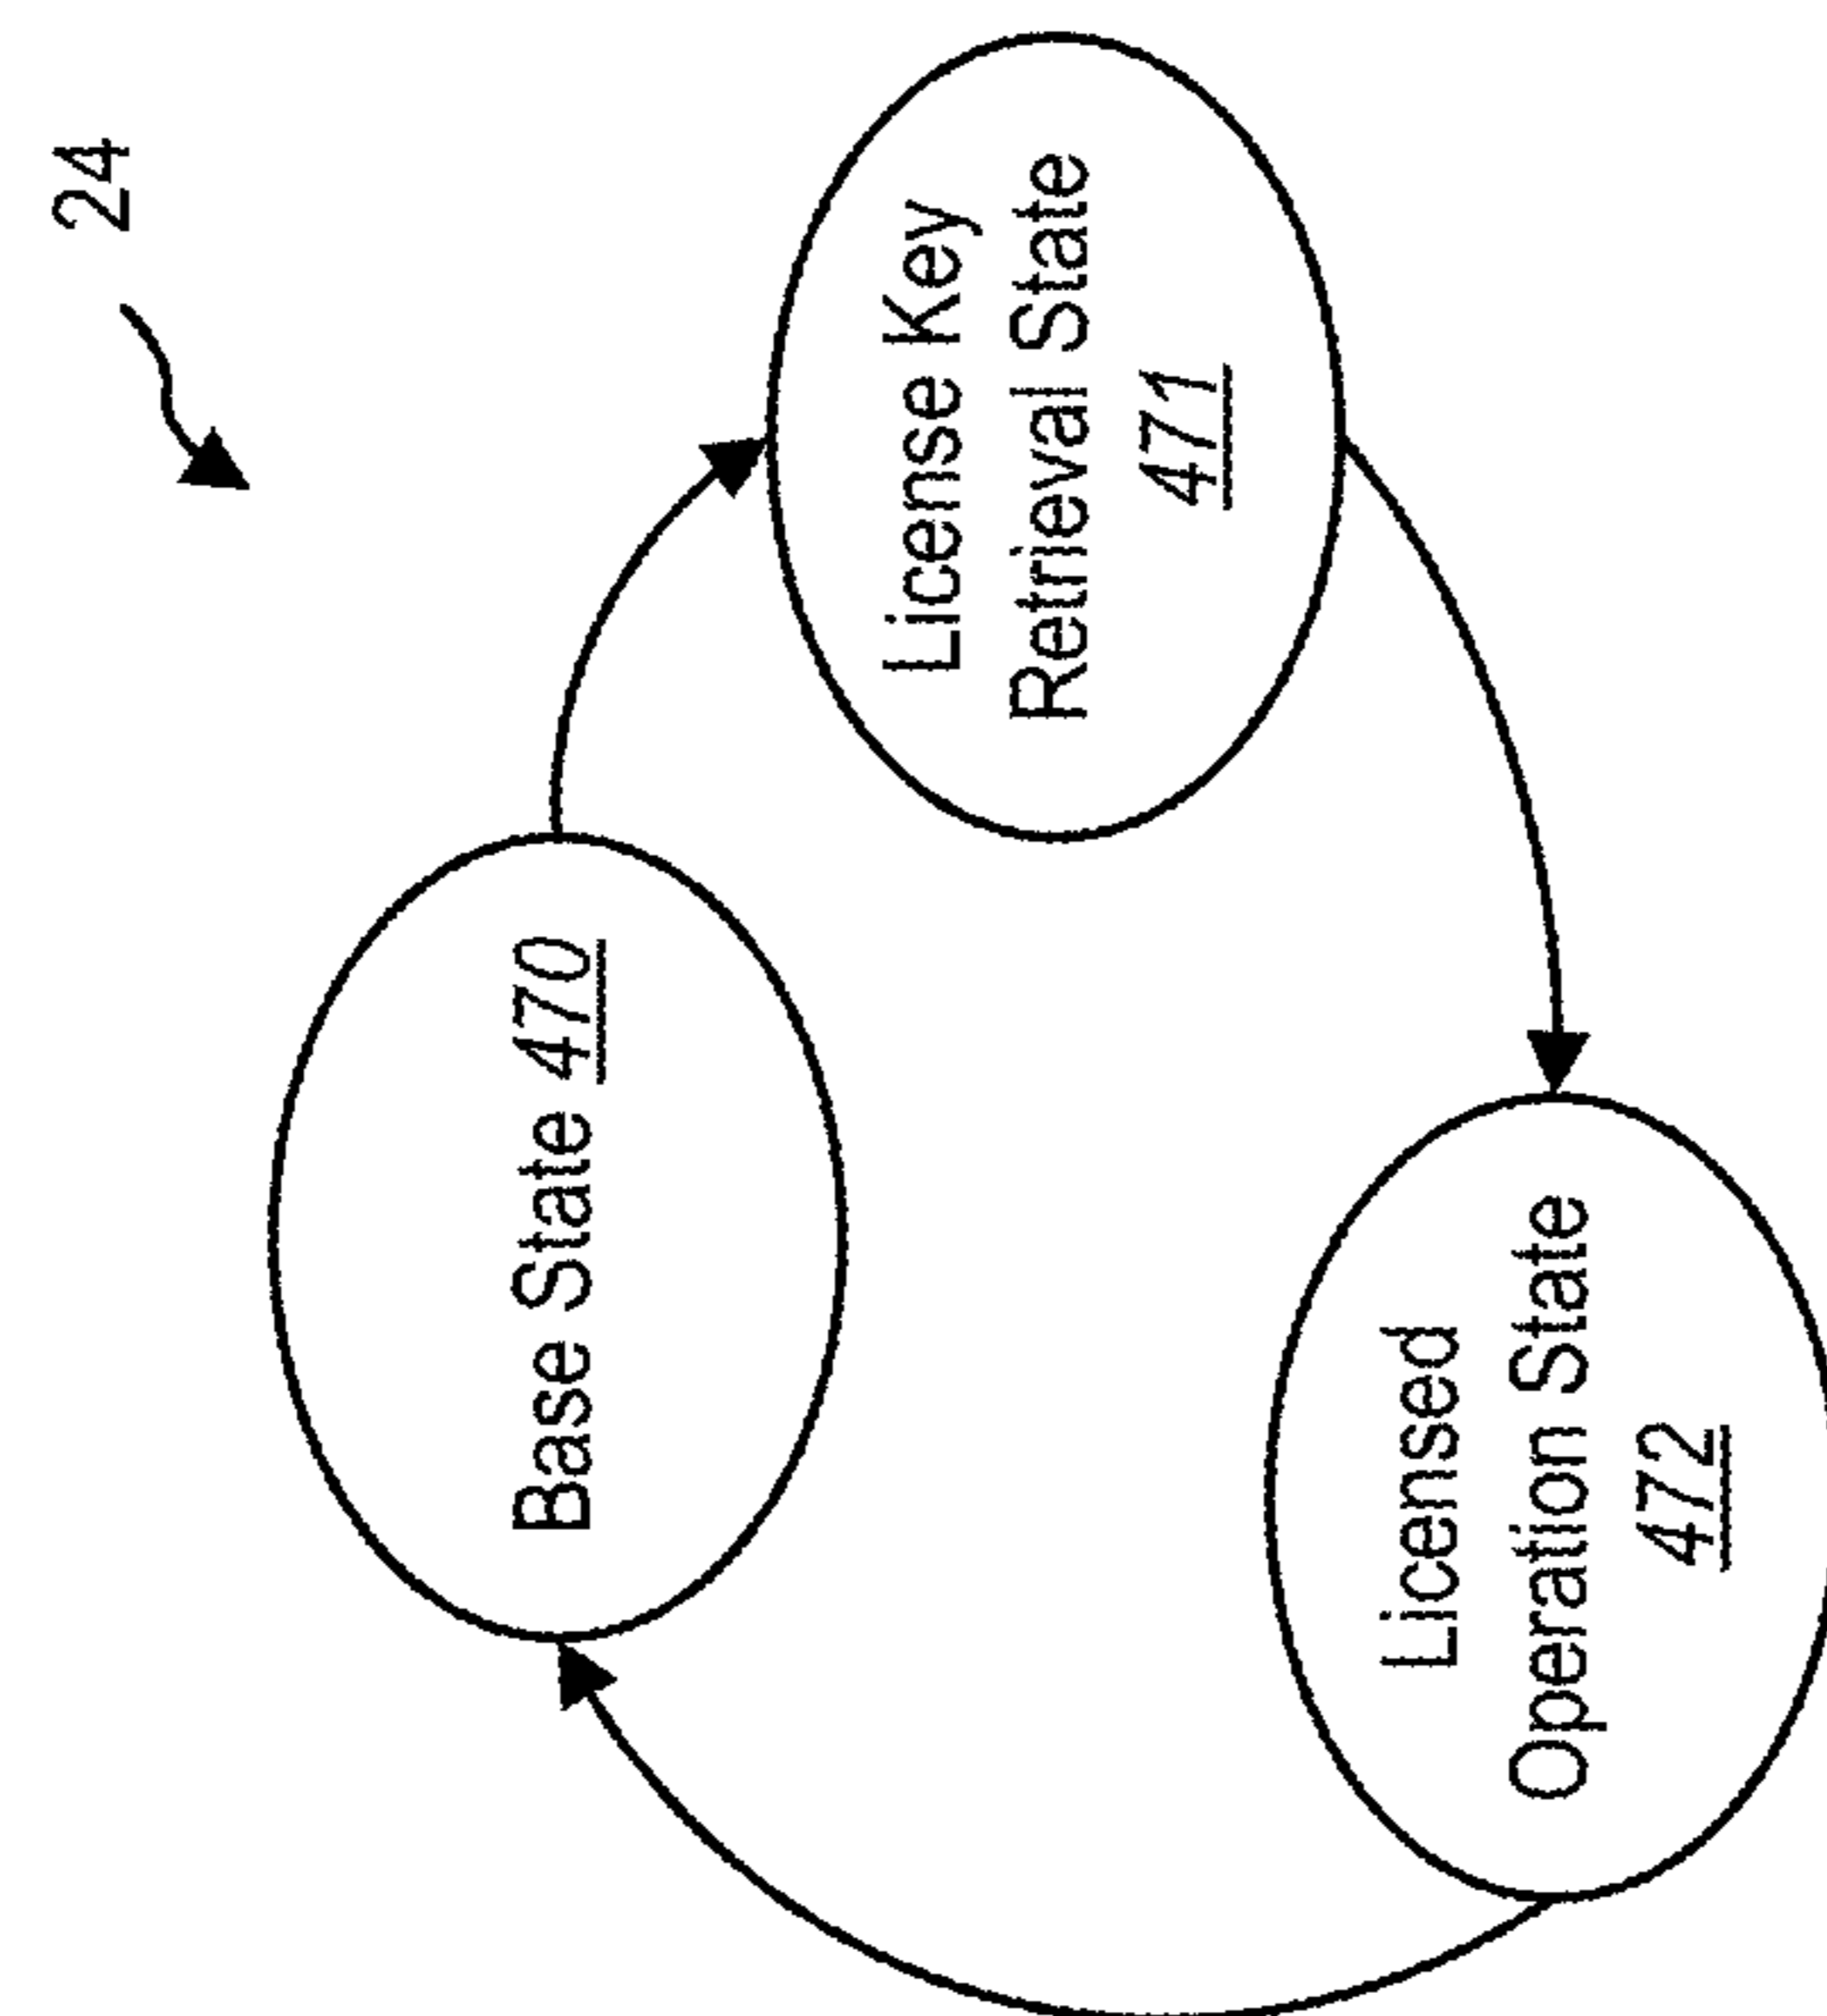 24
Base State 470
License Key
Retrieval State
471
Licensed
Operation State
472